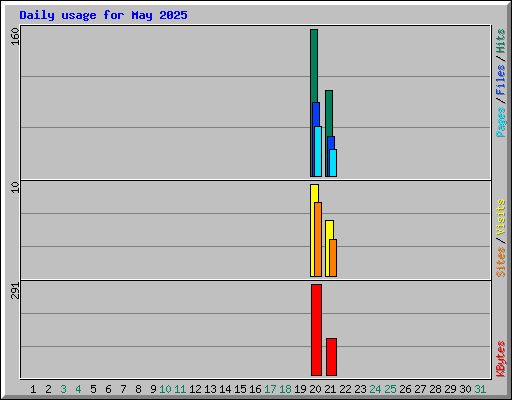 Daily usage for May 2025
160
Pages/Files/Hits
10
Sites/Visits
291
KBytes
1 2 3 4 5 6 7 8 9 10 11 12 13 14 15 16 17 18 19 20 21 22 23 24 25 26 27 28 29 30 31